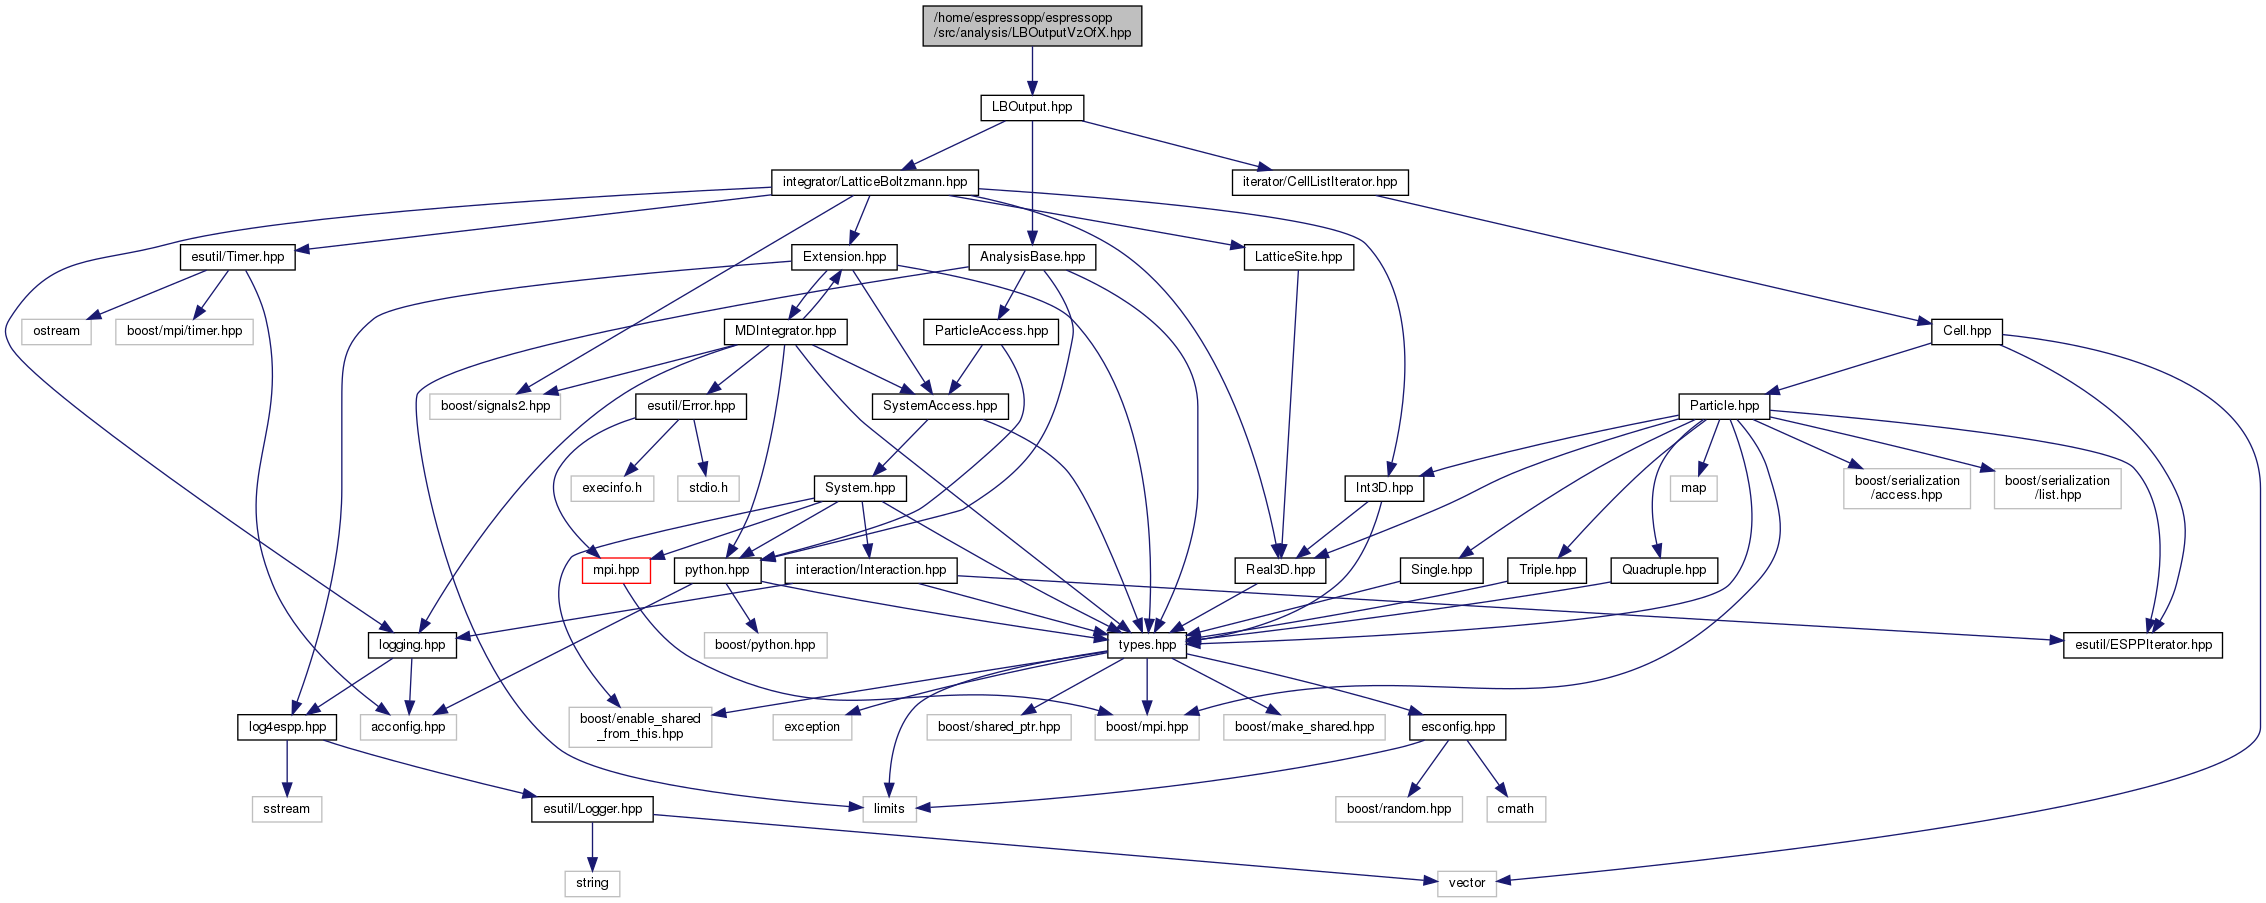 /home/espressopp/espressopp
/src/analysis/LBOutputVzOfX.hpp
LBOutput.hpp
integrator/LatticeBoltzmann.hpp
iterator/CellListIterator.hpp
esutil/Timer.hpp
Extension.hpp
AnalysisBase.hpp
LatticeSite.hpp
ostream
boost/mpi/timer.hpp
MDIntegrator.hpp
ParticleAccess.hpp
Cell.hpp
boost/signals2.hpp
esutil/Error.hpp
SystemAccess.hpp
Particle.hpp
execinfo.h
stdio.h
System.hpp
Int3D.hpp
map
boost/serialization
/access.hpp
boost/serialization
/list.hpp
mpi.hpp
python.hpp
interaction/Interaction.hpp
Real3D.hpp
Single.hpp
Triple.hpp
Quadruple.hpp
logging.hpp
boost/python.hpp
types.hpp
esutil/ESPPIterator.hpp
log4espp.hpp
acconfig.hpp
boost/enable_shared
_from_this.hpp
exception
boost/shared_ptr.hpp
boost/mpi.hpp
boost/make_shared.hpp
esconfig.hpp
sstream
esutil/Logger.hpp
limits
boost/random.hpp
cmath
string
vector